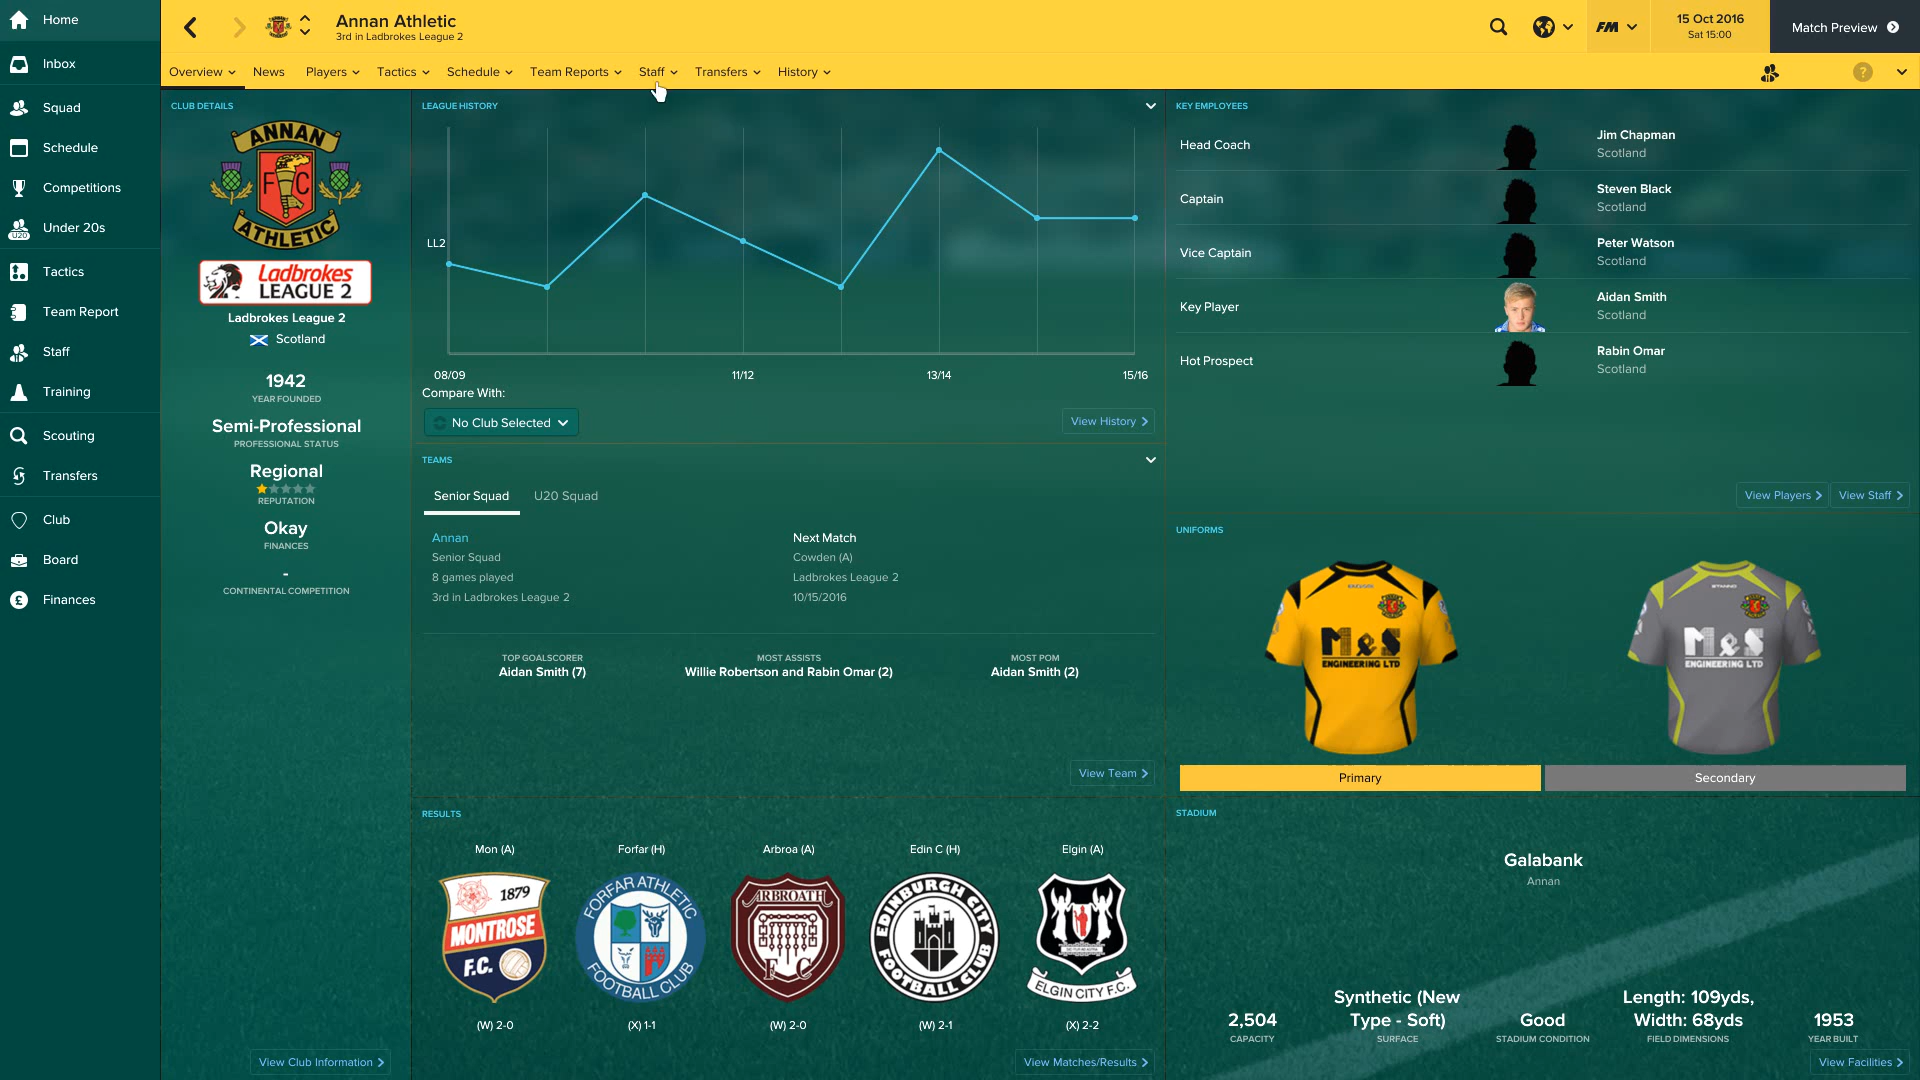 Home
Inbox
Squad
Schedule
Competitions
U20
Under 20s
Tactics
Team Report
Staff
Training
Scouting
Transfers
Club
Board
Finances
Annan Athletic
3rd in Ladbrokes League 2
FM
15 Oct 2016
Sat 15:00
Match Preview
Overview
News
Players
Tactics
Schedule
Team Reports
Staff
Transfers
History
?
CLUB DETAILS
ANNAN
F C
ATHLETIC
Ladbrokes
LEAGUE 2
Ladbrokes League 2
Scotland
1942
YEAR FOUNDED
Semi-Professional
PROFESSIONAL STATUS
Regional
REPUTATION
Okay
FINANCES
-
CONTINENTAL COMPETITION
View Club Information
LEAGUE HISTORY
LL2
08/09 11/12 13/14 15/16
Compare With:
No Club Selected
View History
TEAMS
Senior Squad U20 Squad
Annan
Senior Squad
8 games played
3rd in Ladbrokes League 2
Next Match
Cowden (A)
Ladbrokes League 2
10/15/2016
TOP GOALSCORER
Aidan Smith (7)
MOST ASSISTS
Willie Robertson and Rabin Omar (2)
MOST POM
Aidan Smith (2)
View Team
RESULTS
Mon (A)
1879
MONTROSE
F.C.
(W) 2-0
Forfar (H)
FORFAR ATHLETIC
FOOTBALL CLUB
(X) 1-1
Arbroa (A)
ARBROATH
F C
(W) 2-0
Edin C (H)
EDINBURGH CITY
FOOTBALL CLUB
(W) 2-1
Elgin (A)
ELGIN CITY F.C.
(X) 2-2
View Matches/Results
KEY EMPLOYEES
Head Coach
Jim Chapman
Scotland
Captain
Steven Black
Scotland
Vice Captain
Peter Watson
Scotland
Key Player
Aidan Smith
Scotland
Hot Prospect
Rabin Omar
Scotland
View Players
View Staff
UNIFORMS
M&S
ENGINEERING LTD
STANNO
M&S
ENGINEERING LTD
Primary
Secondary
STADIUM
Galabank
Annan
2,504
CAPACITY
Synthetic (New
Type - Soft)
SURFACE
Good
STADIUM CONDITION
Length: 109yds,
Width: 68yds
FIELD DIMENSIONS
1953
YEAR BUILT
View Facilities